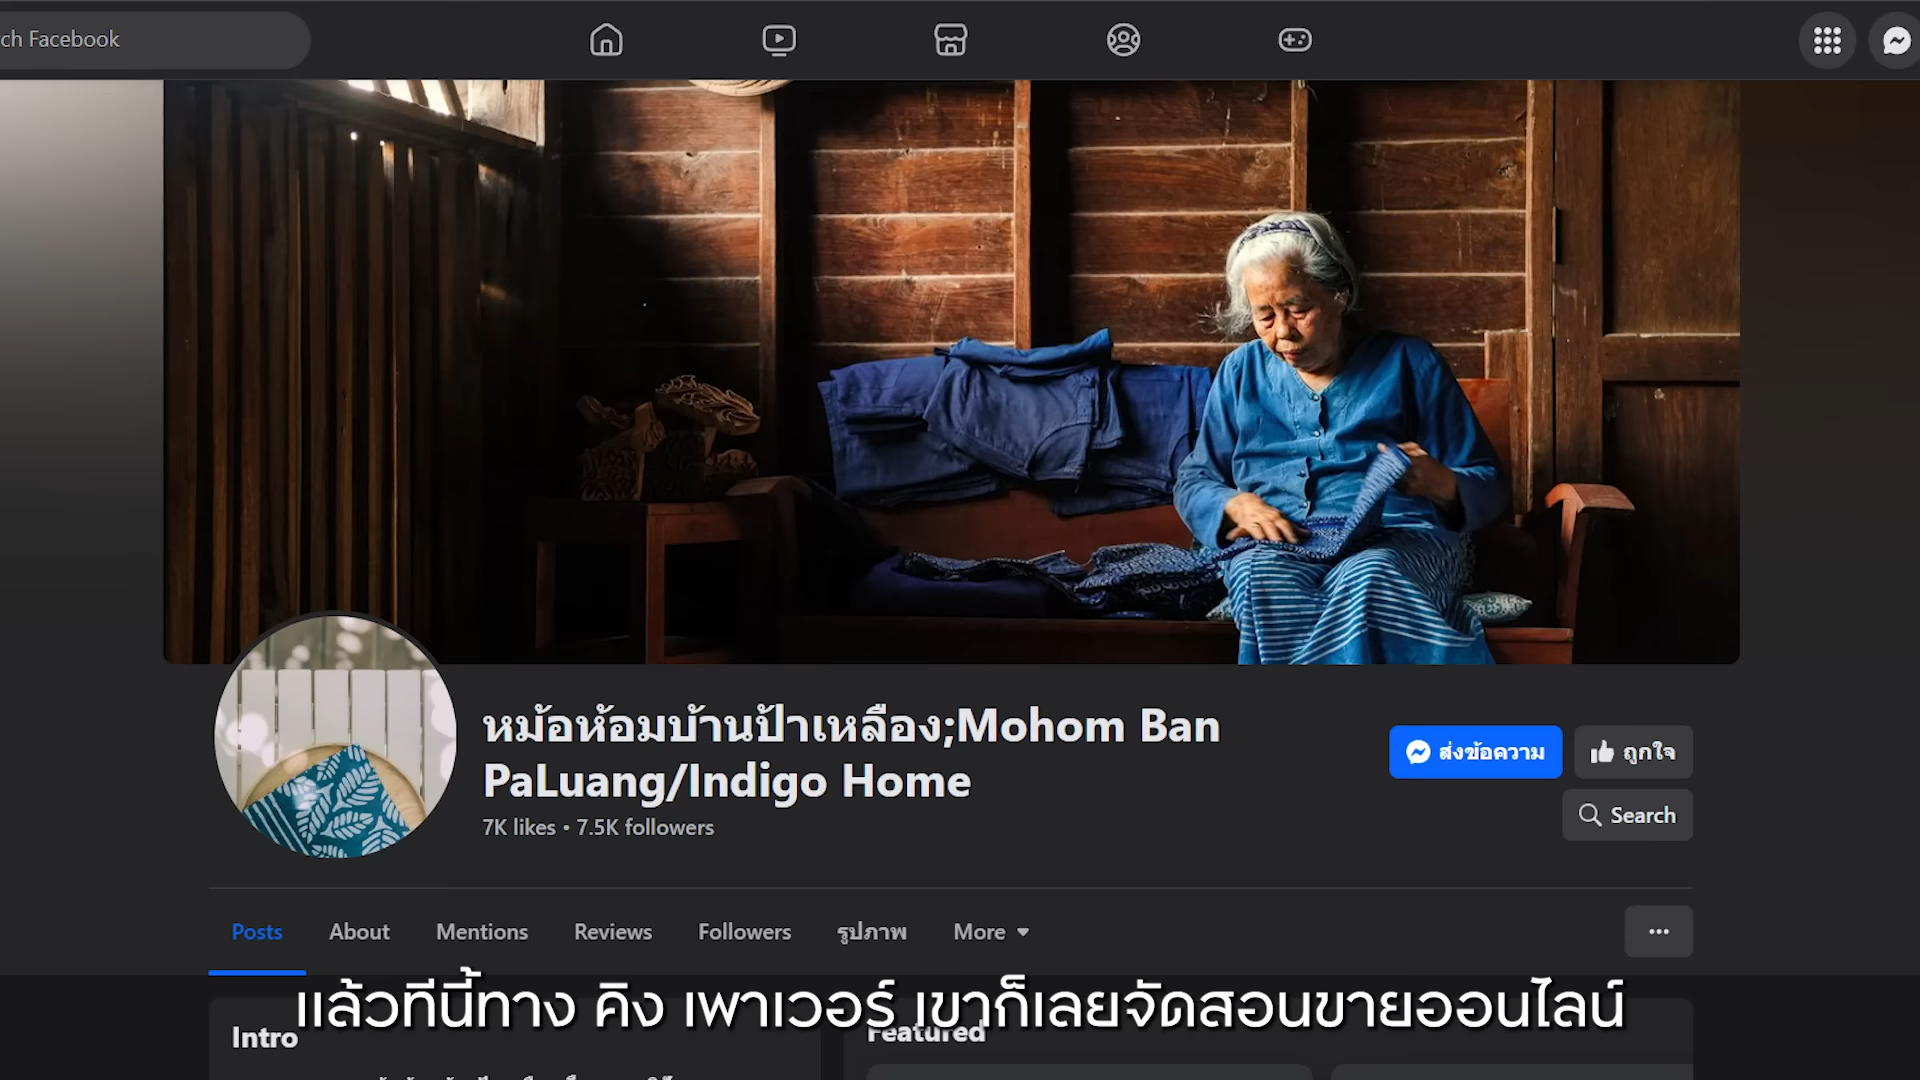 ch Facebook
หม้อห้อมบ้านป้าเหลือง;Mohom Ban
PaLuang/Indigo Home
7K likes • 7.5K followers
ส่งข้อความ
ถูกใจ
Search
Posts
About
Mentions
Reviews
Followers
รูปภาพ
More
แล้วทีนี้ทาง คิง เพาเวอร์ เขาก็เลยจัดสอนขายออนไลน์
Intro
Featured